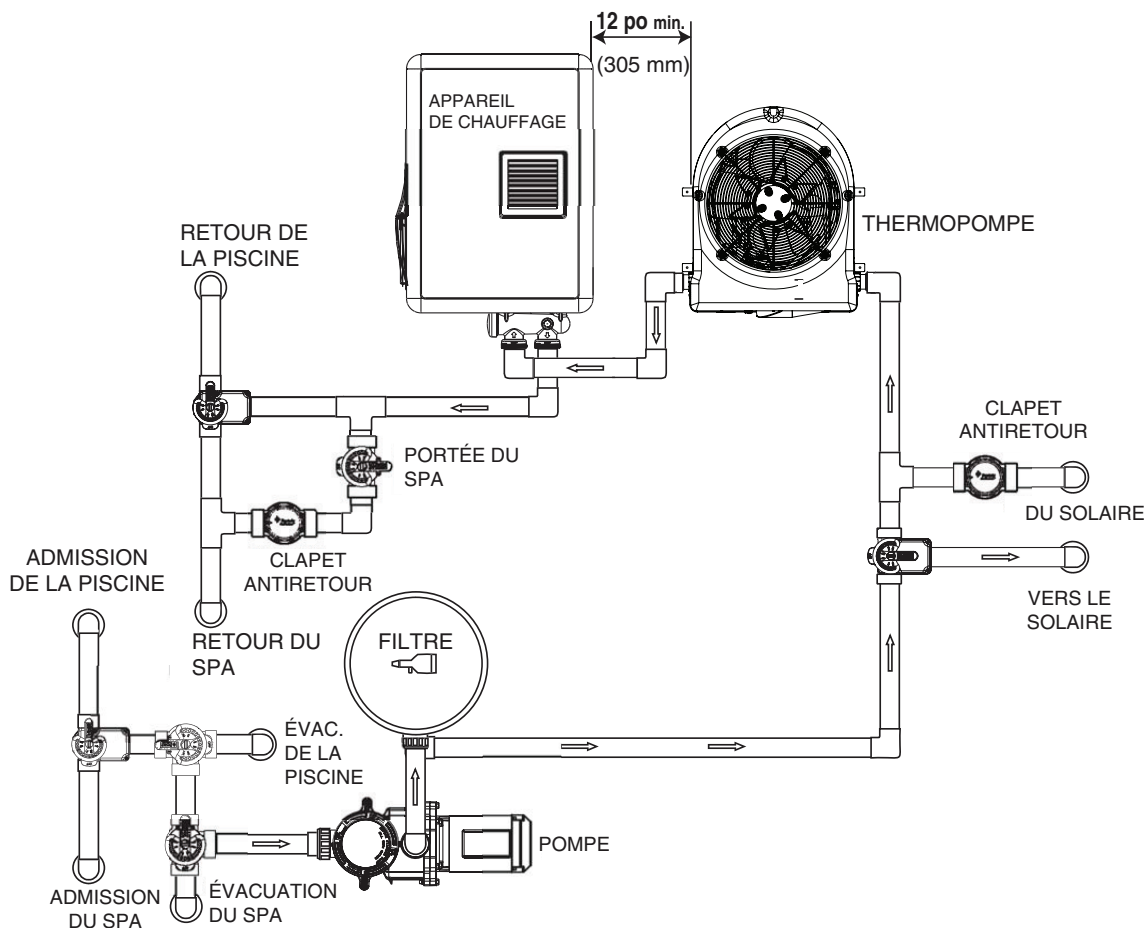 12 po min.
(305 mm)
APPAREIL
DE CHAUFFAGE
THERMOPOMPE
RETOUR DE
LA PISCINE
CLAPET
ANTIRETOUR
PORTÉE DU
SPA
DU SOLAIRE
CLAPET
ANTIRETOUR
ADMISSION
DE LA PISCINE
VERS LE
SOLAIRE
RETOUR DU
SPA
FILTRE
ÉVAC.
DE LA
PISCINE
POMPE
ADMISSION
DU SPA
ÉVACUATION
DU SPA